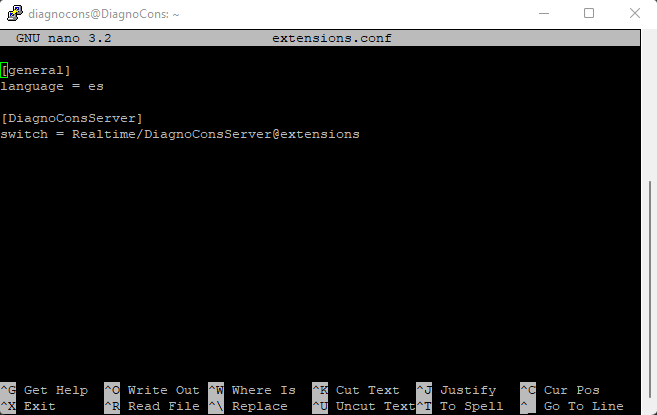 diagnocons@DiagnoCons: ~
GNU nano 3.2 extensions.conf
[general]
language = es
[DiagnoConsServer]
switch = Realtime/DiagnoConsServer@extensions
^G Get Help ^O Write Out ^W Where Is ^K Cut Text ^J Justify ^C Cur Pos
^X Exit ^R Read File ^\ Replace ^U Uncut Text ^T To Spell ^_ Go To Line